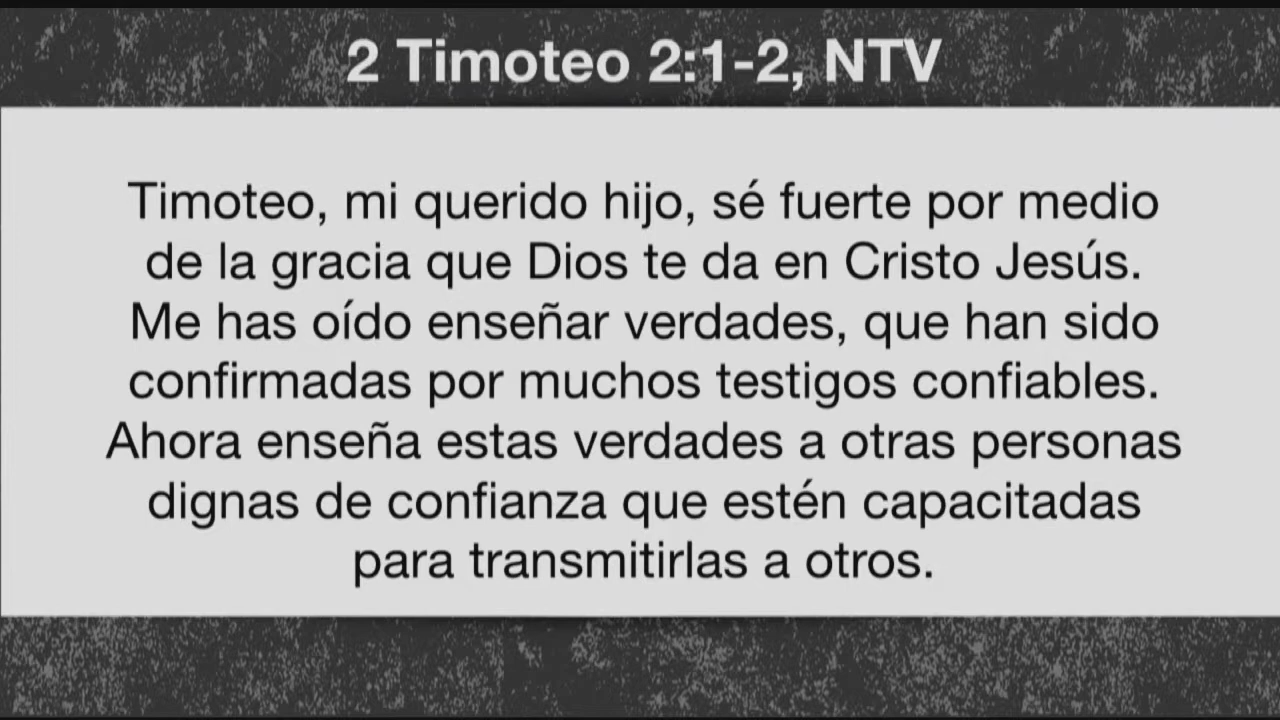 2 Timoteo 2:1-2, NTV
Timoteo, mi querido hijo, sé fuerte por medio
de la gracia que Dios te da en Cristo Jesús.
Me has oído enseñar verdades, que han sido
confirmadas por muchos testigos confiables.
Ahora enseña estas verdades a otras personas
dignas de confianza que estén capacitadas
para transmitirlas a otros.